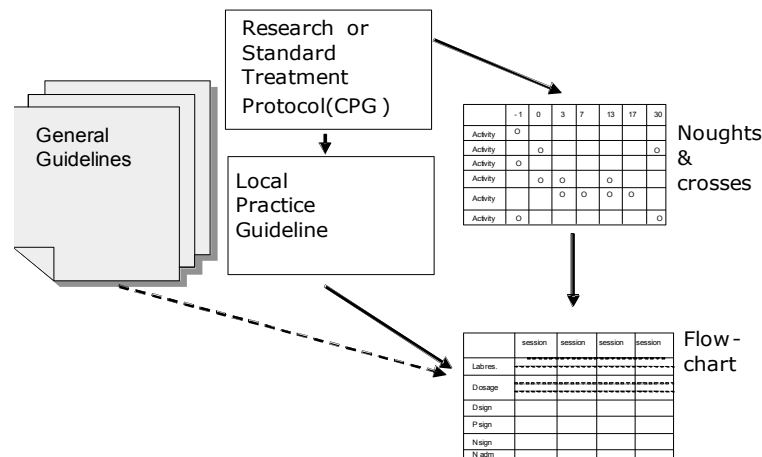 Research or
Standard
Treatment
Protocol(CPG )
General
Guidelines
Local
Practice
Guideline
- 1 0 3 7 13 17 30
Activity O
Activity O O
Activity O
Activity O O O
Activity O O O O
Activity O O
Noughts
&
crosses
session session session session
Lab res.
Dosage
D sign
P sign
N sign
N adm
Flow-
chart